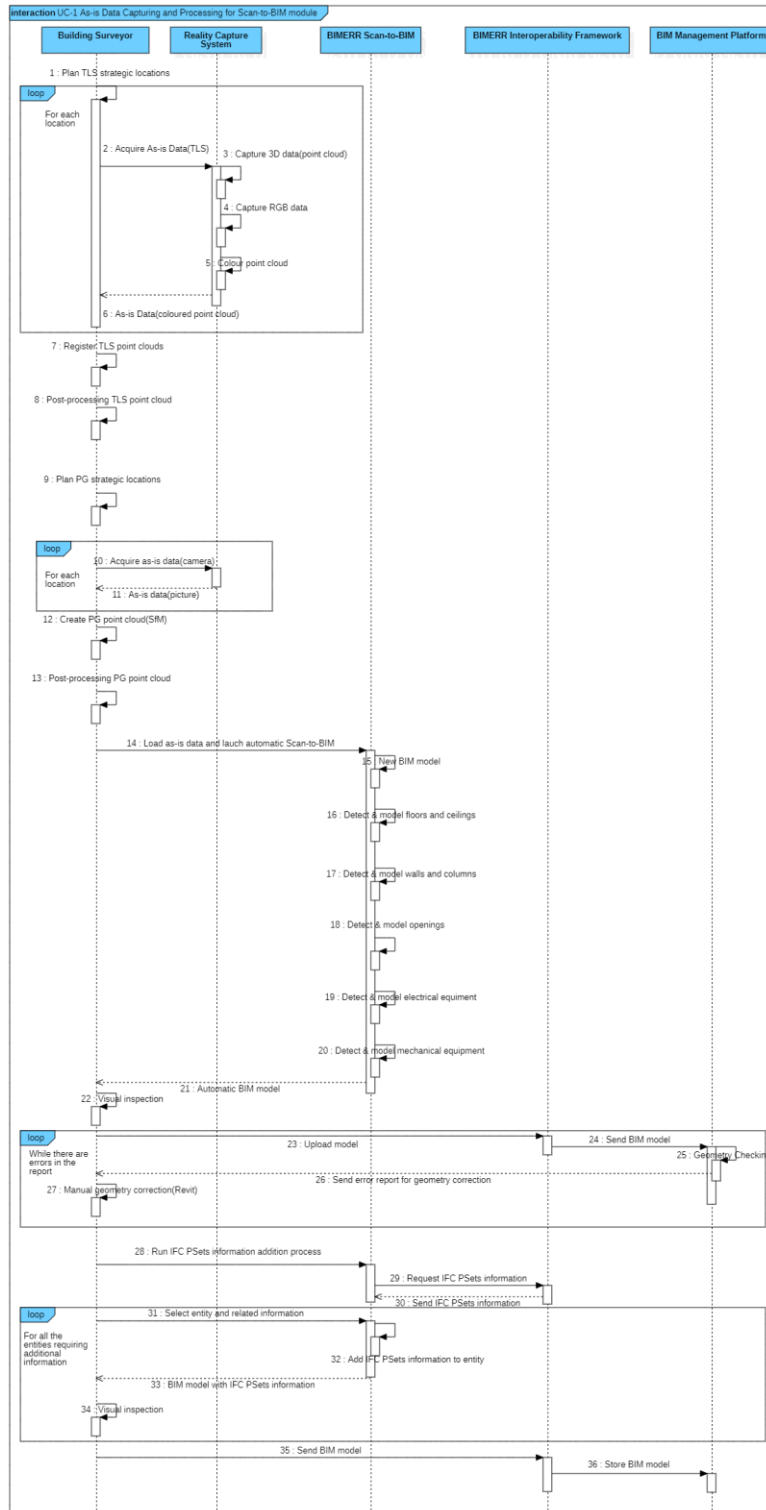 interaction UC-1 As-is Data Capturing and Processing for Scan-to-BIM module
Building Surveyor
Reality Capture
System
BIMERR Scan-to-BIM
BIMERR Interoperability Framework
BIM Management Platform
1 : Plan TLS strategic locations
loop
For each
location
2 : Acquire As-is Data(TLS)
3 : Capture 3D data(point cloud)
4 : Capture RGB data
5 : Colour point cloud
6 : As-is Data(coloured point cloud)
7 : Register TLS point clouds
8 : Post-processing TLS point cloud
9 : Plan PG strategic locations
loop
For each
location
10 : Acquire as-is data(camera)
11 : As-is data(picture)
12 : Create PG point cloud(SfM)
13 : Post-processing PG point cloud
14 : Load as-is data and lauch automatic Scan-to-BIM
15 : New BIM model
16 : Detect & model floors and ceilings
17 : Detect & model walls and columns
18 : Detect & model openings
19 : Detect & model electrical equiment
20 : Detect & model mechanical equipment
21 : Automatic BIM model
22 : Visual inspection
loop
While there are
errors in the
report
23 : Upload model
24 : Send BIM model
25 : Geometry Checkin
26 : Send error report for geometry correction
27 : Manual geometry correction(Revit)
28 : Run IFC PSets information addition process
29 : Request IFC PSets information
30 : Send IFC PSets information
loop
For all the
entities requiring
additional
information
31 : Select entity and related information
32 : Add IFC PSets information to entity
33 : BIM model with IFC PSets information
34 : Visual inspection
35 : Send BIM model
36 : Store BIM model